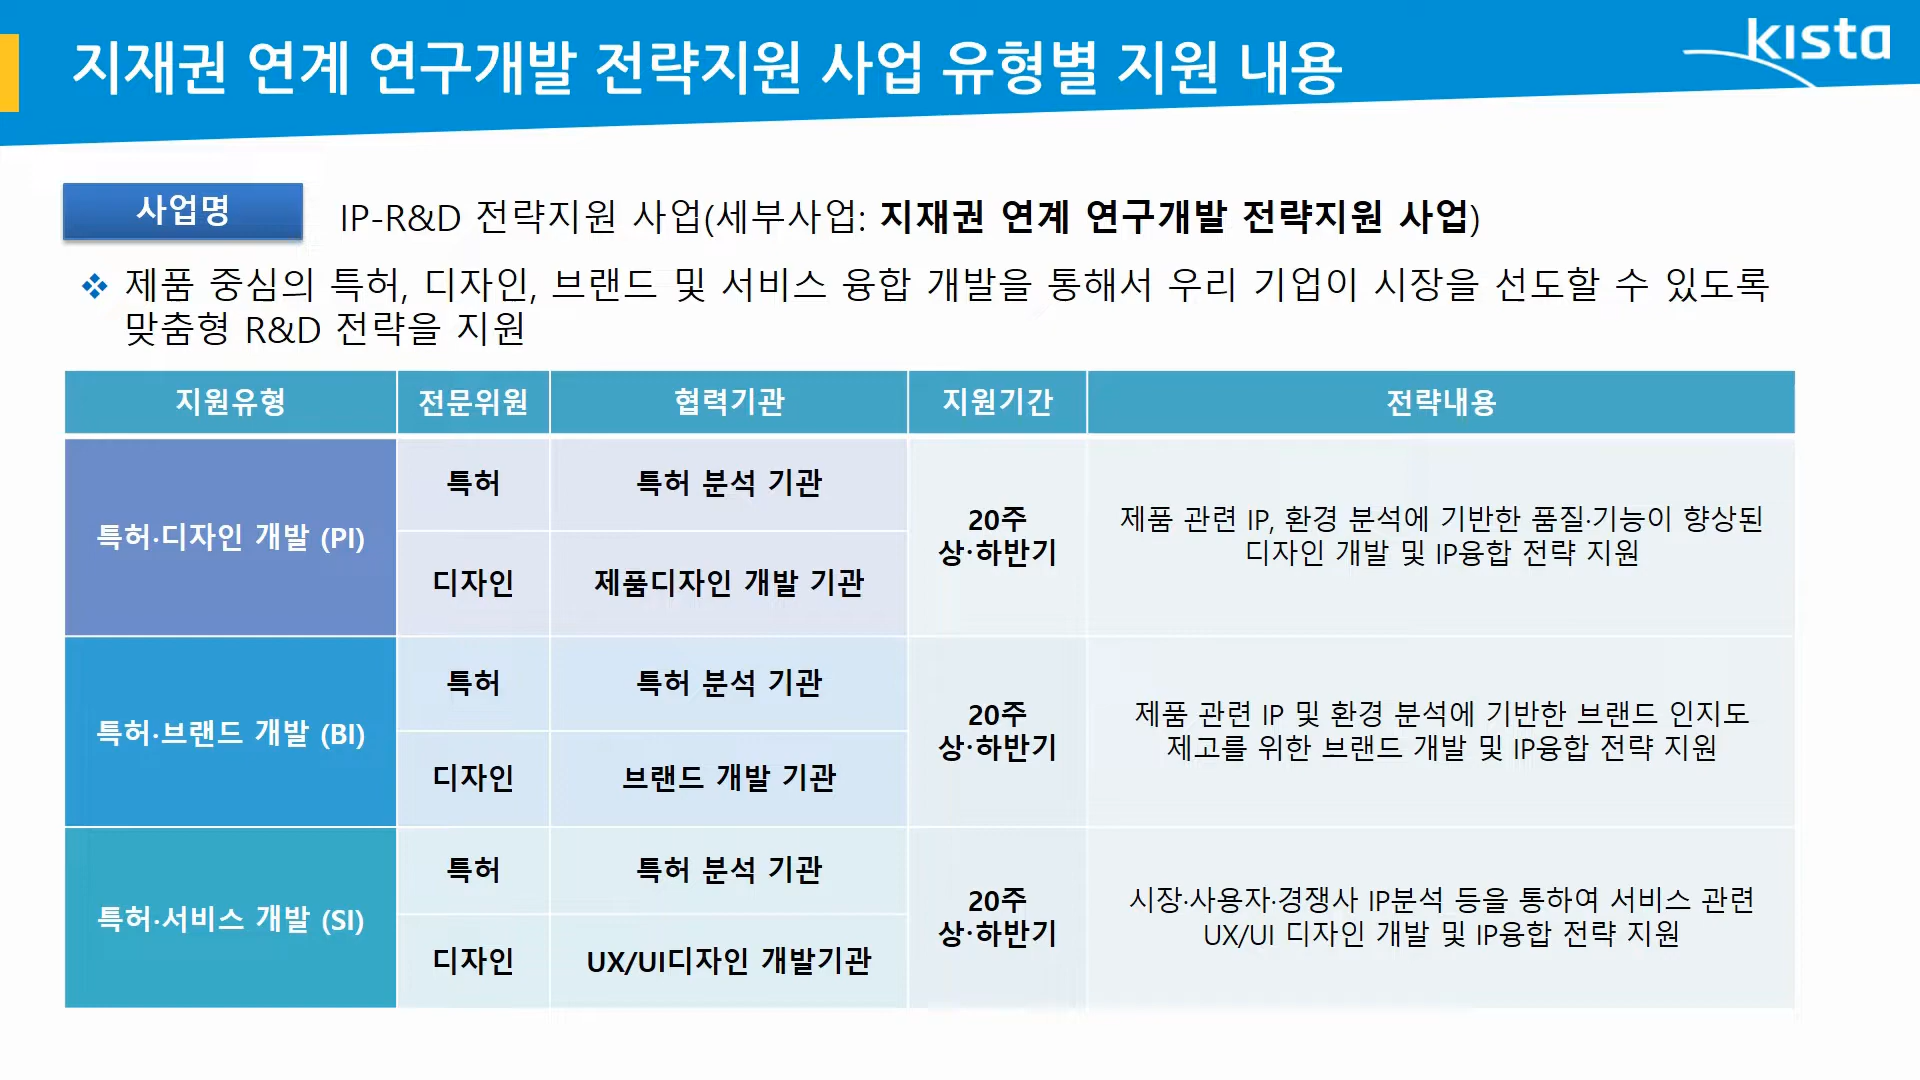 지재권 연계 연구개발 전략지원 사업 유형별 지원 내용
kısta
사업명
IP-R&D 전략지원 사업(세부사업: 지재권 연계 연구개발 전략지원 사업)
❖ 제품 중심의 특허, 디자인, 브랜드 및 서비스 융합 개발을 통해서 우리 기업이 시장을 선도할 수 있도록
맞춤형 R&D 전략을 지원
지원유형 전문위원 협력기관 지원기간 전략내용
특허·디자인 개발 (PI)
특허 특허 분석 기관
디자인 제품디자인 개발 기관
20주
상·하반기
제품 관련 IP, 환경 분석에 기반한 품질·기능이 향상된
디자인 개발 및 IP융합 전략 지원
특허·브랜드 개발 (BI)
특허 특허 분석 기관
디자인 브랜드 개발 기관
20주
상·하반기
제품 관련 IP 및 환경 분석에 기반한 브랜드 인지도
제고를 위한 브랜드 개발 및 IP융합 전략 지원
특허·서비스 개발 (SI)
특허 특허 분석 기관
디자인 UX/UI디자인 개발기관
20주
상·하반기
시장·사용자·경쟁사 IP분석 등을 통하여 서비스 관련
UX/UI 디자인 개발 및 IP융합 전략 지원